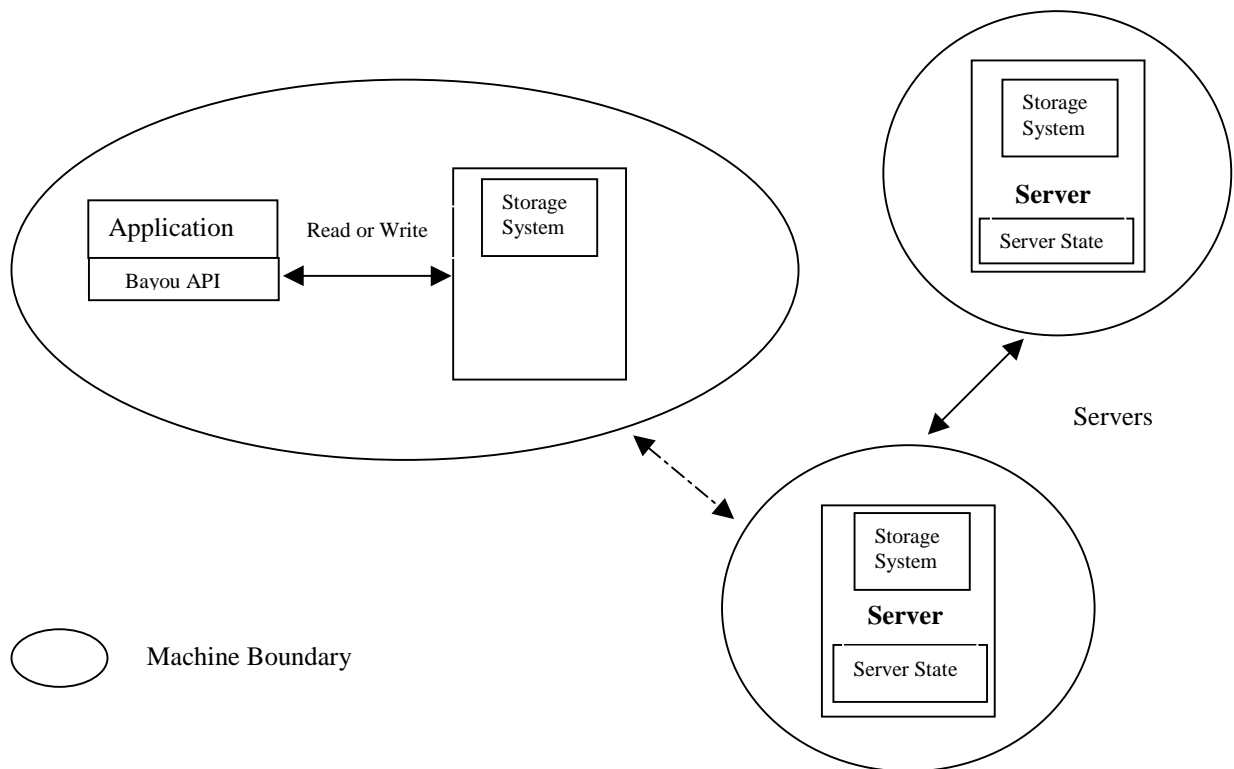 Storage
System
Server
Server State
Storage
System
Application
Read or Write
Bayou API
Servers
Storage
System
Server
Server State
Machine Boundary